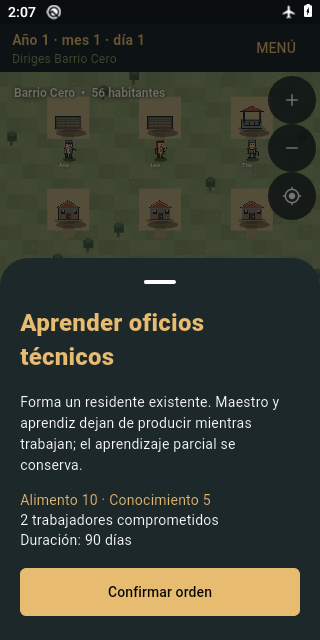 2:07
Año 1 · mes 1 · día 1
Diriges Barrio Cero
MENÚ
Barrio Cero • 56 habitantes
Aprender oficios
técnicos
Forma un residente existente. Maestro y
aprendiz dejan de producir mientras
trabajan; el aprendizaje parcial se
conserva.
Alimento 10 · Conocimiento 5
2 trabajadores comprometidos
Duración: 90 días
Confirmar orden